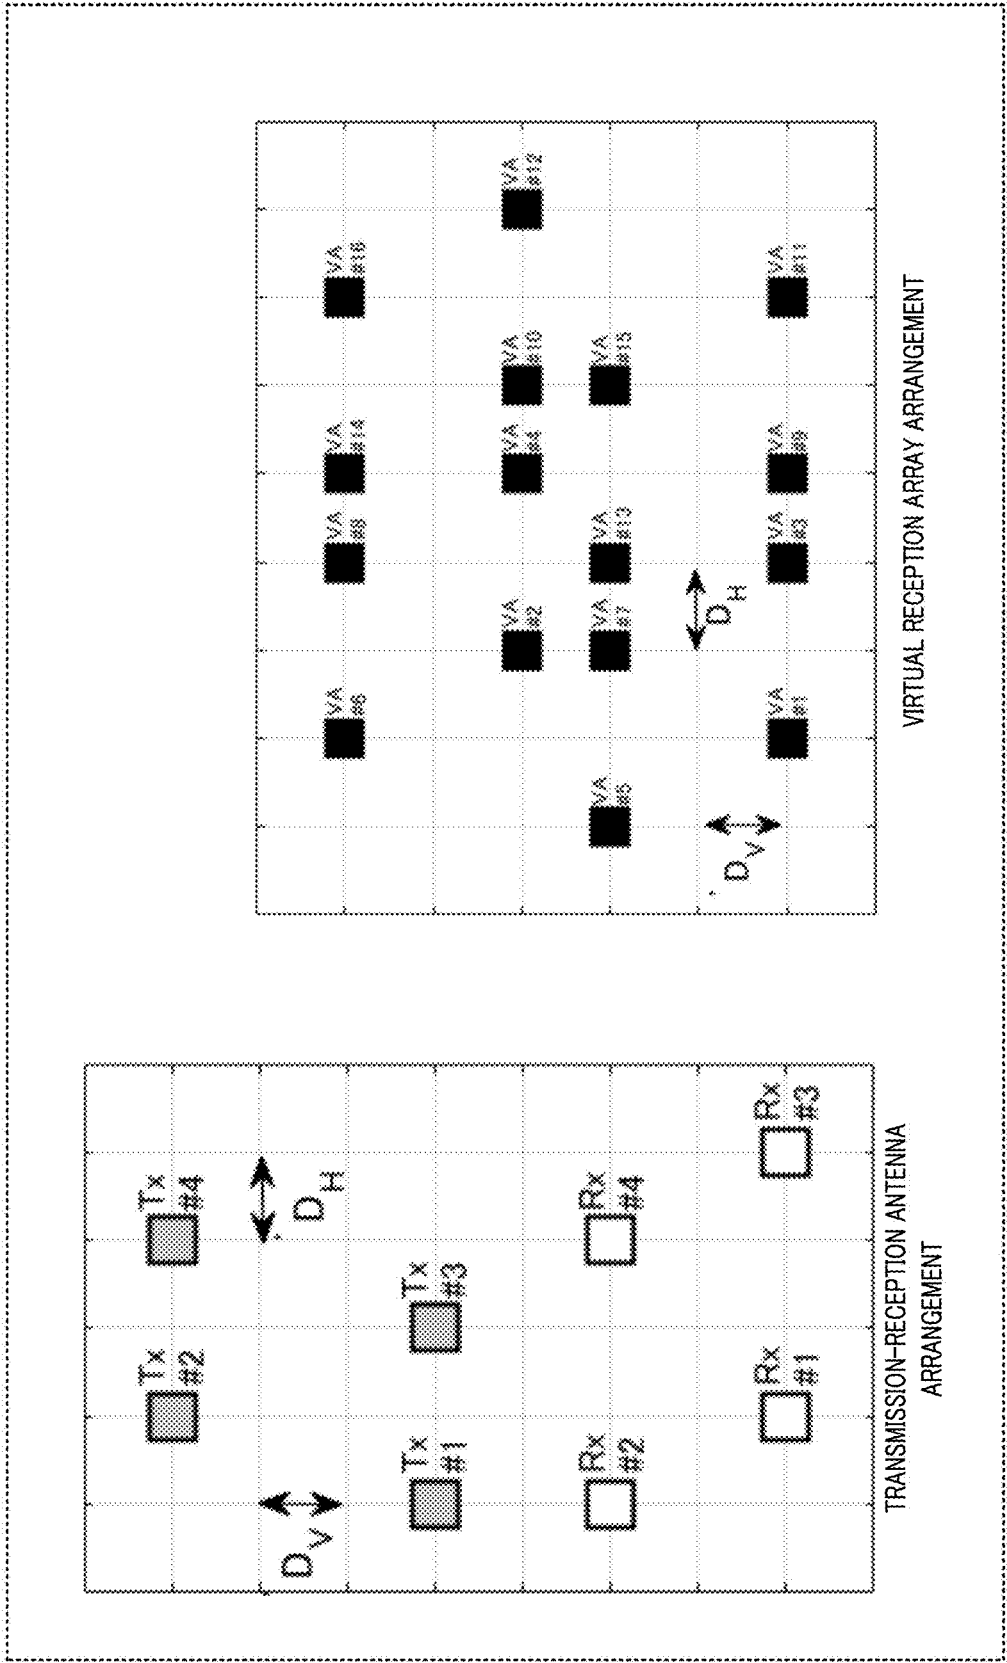 Tx
#2
Tx
#4
D_V
D_H
Tx
#1
Tx
#3
Rx
#2
Rx
#4
Rx
#1
Rx
#3
TRANSMISSION-RECEPTION ANTENNA
ARRANGEMENT
VA
#6
VA
#8
VA
#14
VA
#16
VA
#2
VA
#4
VA
#10
VA
#12
VA
#5
VA
#7
VA
#13
VA
#15
D_V
D_H
VA
#1
VA
#3
VA
#9
VA
#11
VIRTUAL RECEPTION ARRAY ARRANGEMENT